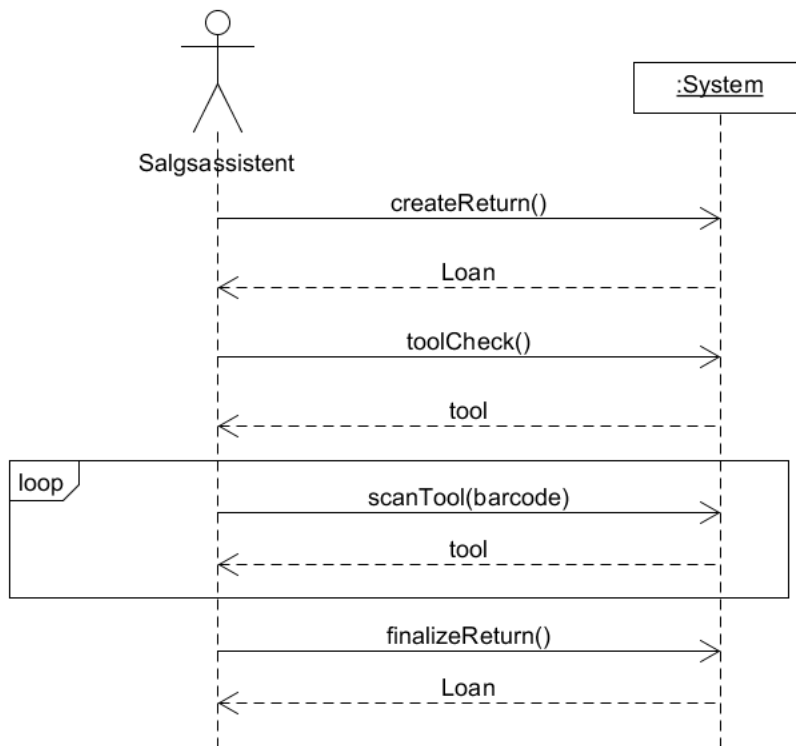 :System
Salgsassistent
createReturn()
Loan
toolCheck()
tool
loop
scanTool(barcode)
tool
finalizeReturn()
Loan